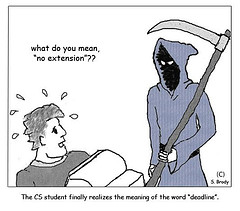 what do you mean,
"no extension"??
(C)
S. Brody
The CS student finally realizes the meaning of the word "deadline".